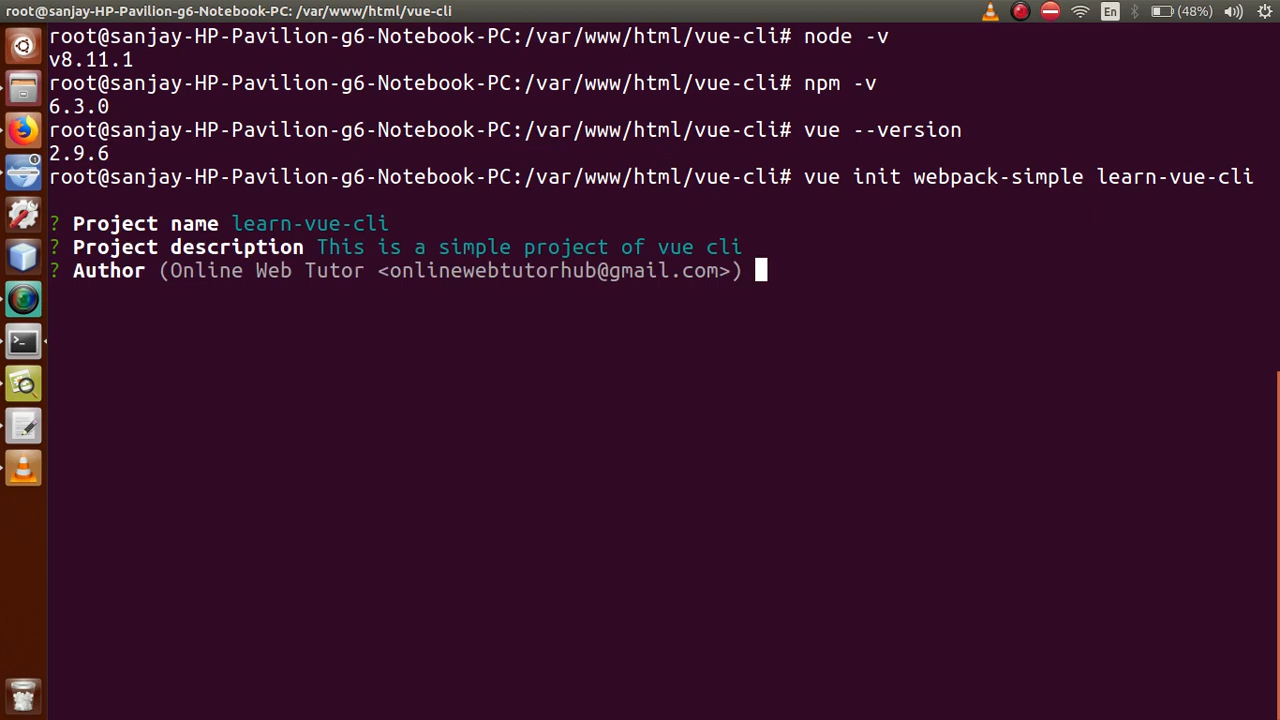 root@sanjay-HP-Pavilion-g6-Notebook-PC: /var/www/html/vue-cli
En
(48%)
root@sanjay-HP-Pavilion-g6-Notebook-PC:/var/www/html/vue-cli# node -v
v8.11.1
root@sanjay-HP-Pavilion-g6-Notebook-PC:/var/www/html/vue-cli# npm -v
6.3.0
root@sanjay-HP-Pavilion-g6-Notebook-PC:/var/www/html/vue-cli# vue --version
2.9.6
root@sanjay-HP-Pavilion-g6-Notebook-PC:/var/www/html/vue-cli# vue init webpack-simple learn-vue-cli
? Project name learn-vue-cli
? Project description This is a simple project of vue cli
? Author (Online Web Tutor <onlinewebtutorhub@gmail.com>)